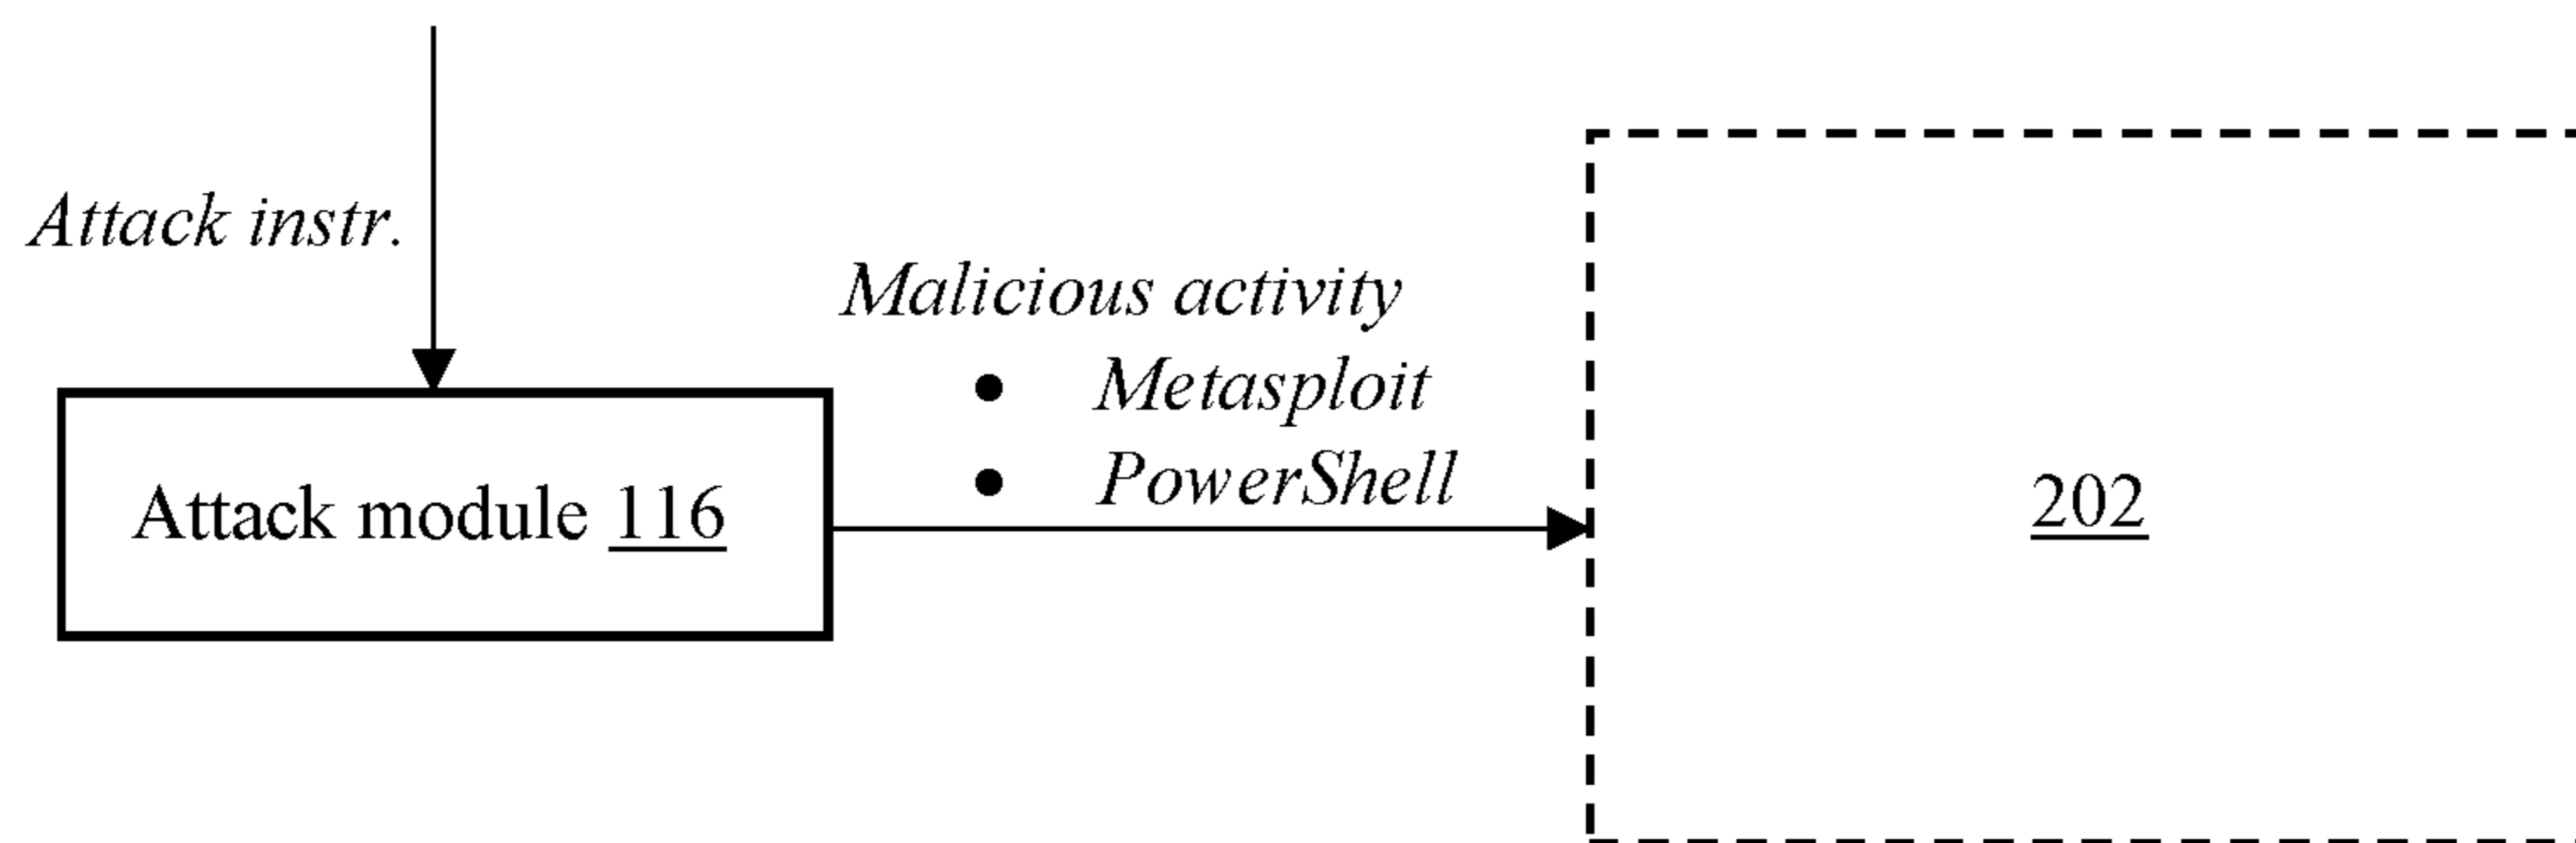 Attack instr.
Malicious activity
● Metasploit
● PowerShell
Attack module 116
202